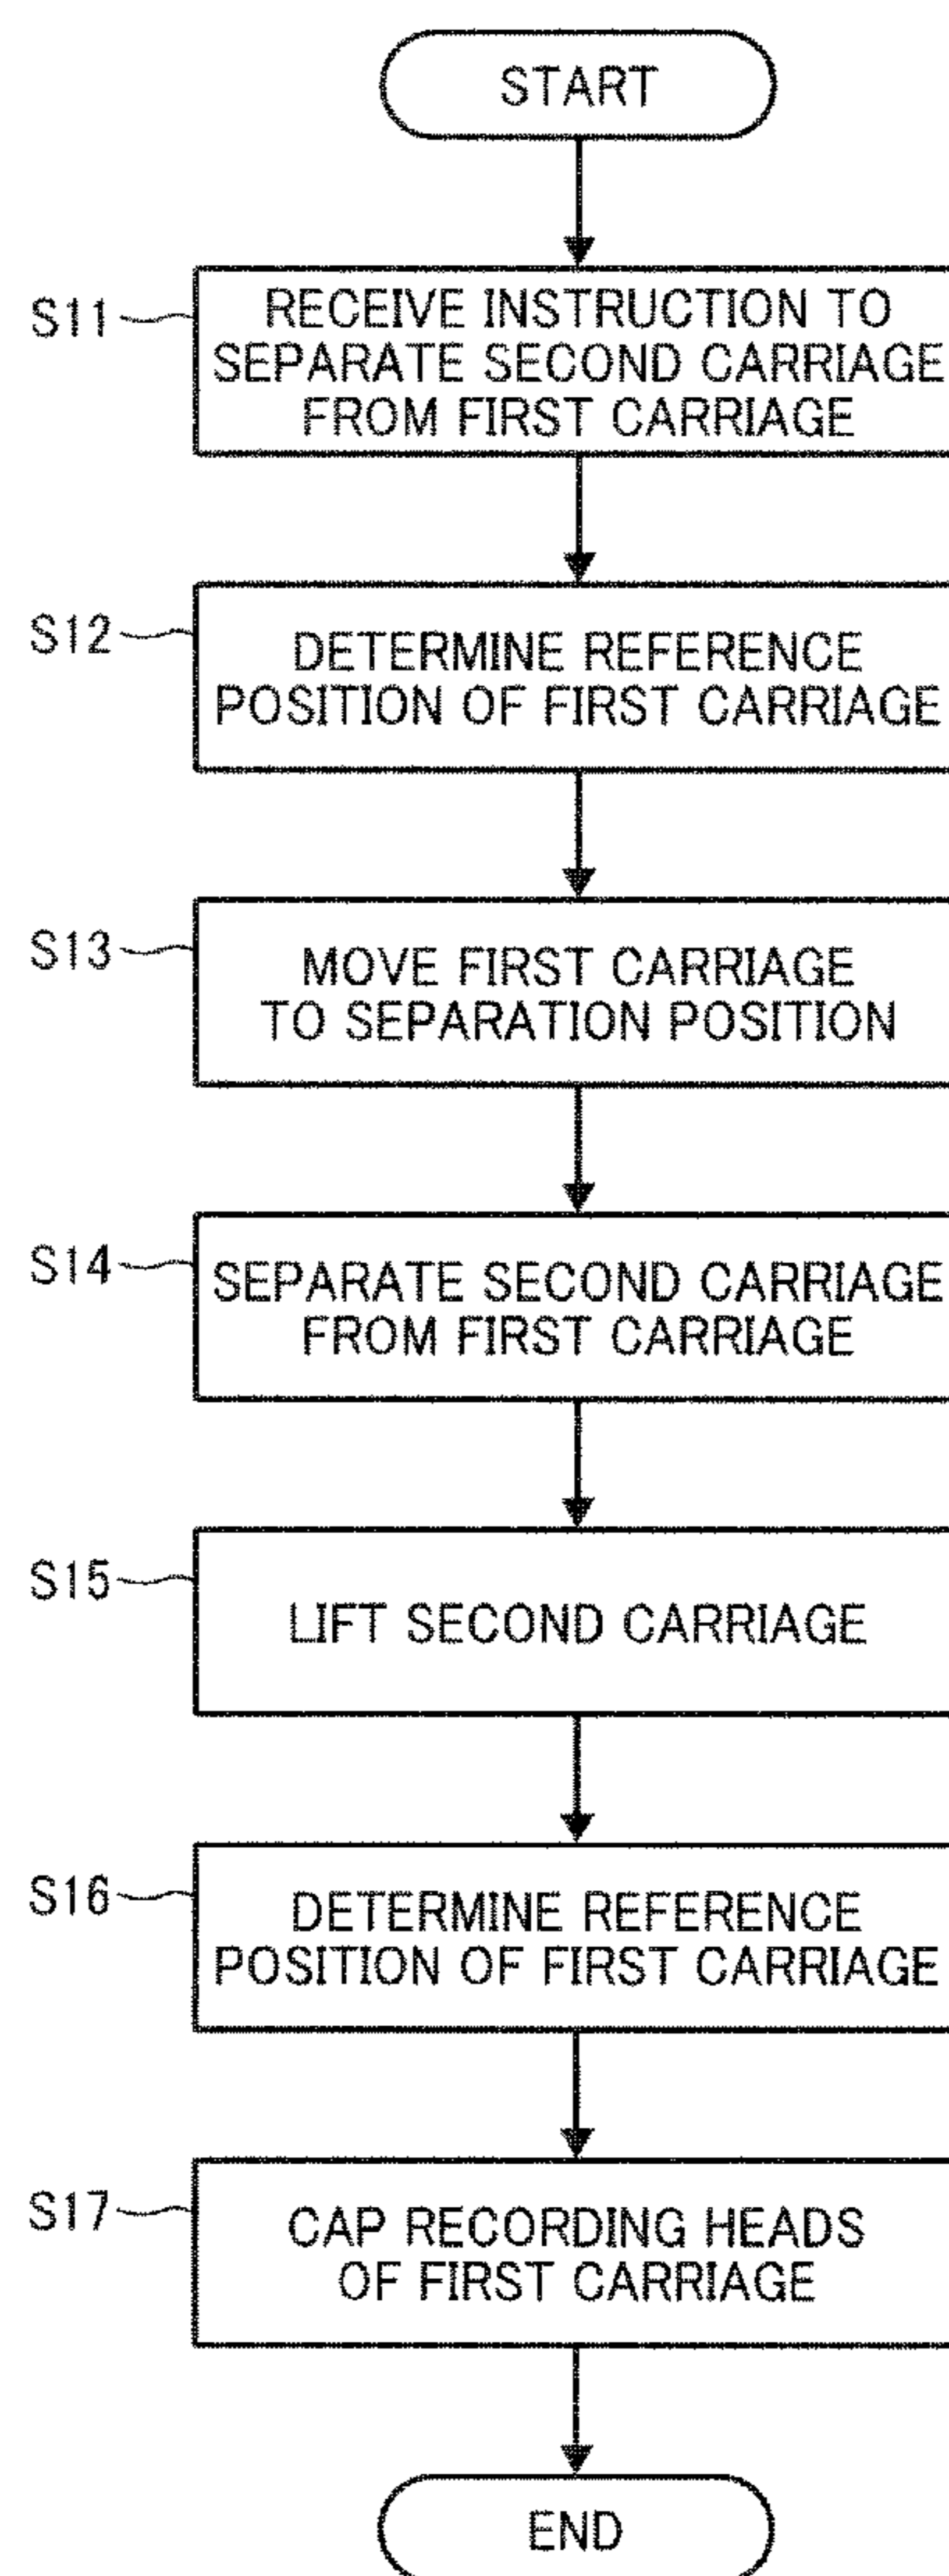 START
S11
RECEIVE INSTRUCTION TO
SEPARATE SECOND CARRIAGE
FROM FIRST CARRIAGE
S12
DETERMINE REFERENCE
POSITION OF FIRST CARRIAGE
S13
MOVE FIRST CARRIAGE
TO SEPARATION POSITION
S14
SEPARATE SECOND CARRIAGE
FROM FIRST CARRIAGE
S15
LIFT SECOND CARRIAGE
S16
DETERMINE REFERENCE
POSITION OF FIRST CARRIAGE
S17
CAP RECORDING HEADS
OF FIRST CARRIAGE
END